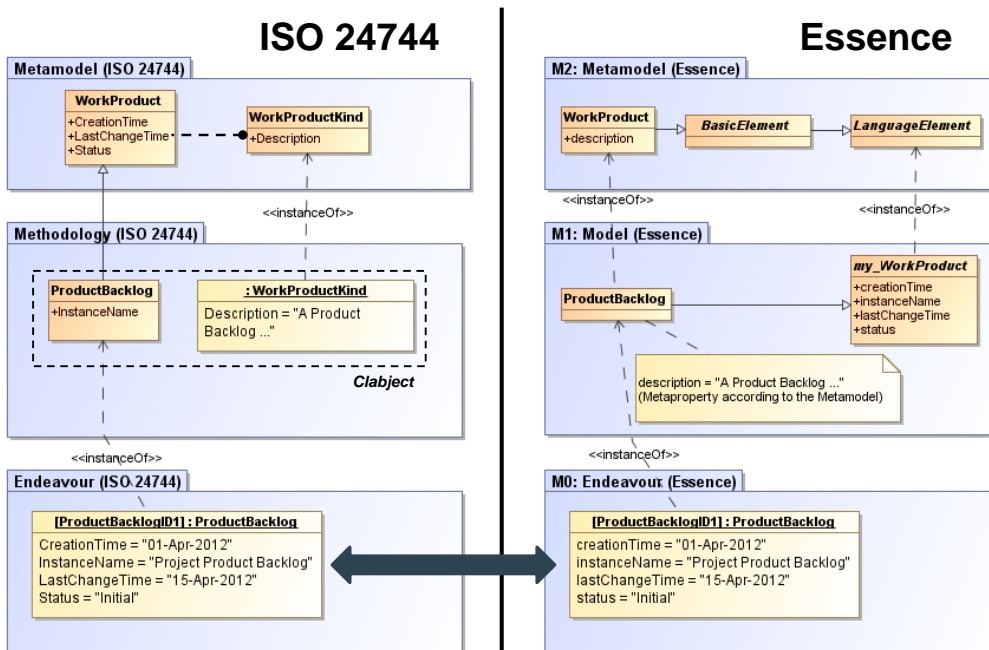 ISO 24744
Metamodel (ISO 24744)
WorkProduct
+CreationTime
+LastChangeTime
+Status
WorkProductKind
+Description
<<instanceOf>>
Methodology (ISO 24744)
ProductBacklog
+InstanceName
: WorkProductKind
Description = "A Product
Backlog ..."
Clabject
<<instanceOf>>
Endeavour (ISO 24744)
[ProductBacklogID1] : ProductBacklog
CreationTime = "01-Apr-2012"
InstanceName = "Project Product Backlog"
LastChangeTime = "15-Apr-2012"
Status = "Initial"
Essence
M2: Metamodel (Essence)
WorkProduct
+description
BasicElement
LanguageElement
<<instanceOf>>
<<instanceOf>>
M1: Model (Essence)
ProductBacklog
my_WorkProduct
+creationTime
+instanceName
+lastChangeTime
+status
description = "A Product Backlog ..."
(Metaproperty according to the Metamodel)
<<instanceOf>>
M0: Endeavour (Essence)
[ProductBacklogID1] : ProductBacklog
creationTime = "01-Apr-2012"
instanceName = "Project Product Backlog"
lastChangeTime = "15-Apr-2012"
status = "Initial"